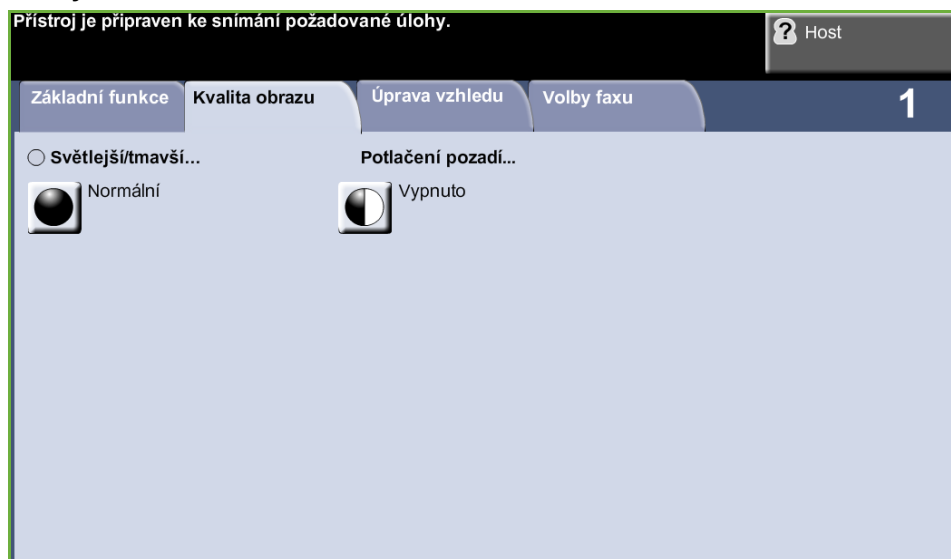 Přístroj je připraven ke snímání požadované úlohy.
? Host
Základní funkce Kvalita obrazu Úprava vzhledu Volby faxu 1
Světlejší/tmavší... Potlačení pozadí...
Normální Vypnuto